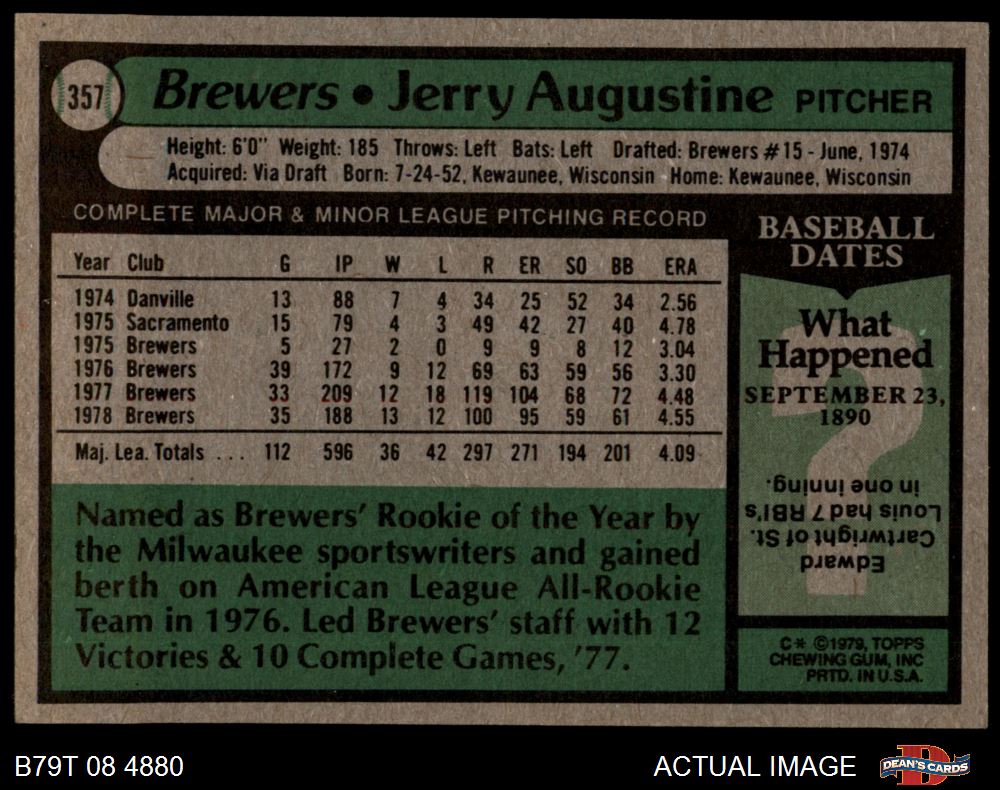 357
Brewers • Jerry Augustine PITCHER
Height: 6'0" Weight: 185 Throws: Left Bats: Left Drafted: Brewers #15 - June, 1974
Acquired: Via Draft Born: 7-24-52, Kewaunee, Wisconsin Home: Kewaunee, Wisconsin
COMPLETE MAJOR & MINOR LEAGUE PITCHING RECORD
Year Club G IP W L R ER SO BB ERA
1974 Danville 13 88 7 4 34 25 52 34 2.56
1975 Sacramento 15 79 4 3 49 42 27 40 4.78
1975 Brewers 5 27 2 0 9 9 8 12 3.04
1976 Brewers 39 172 9 12 69 63 59 56 3.30
1977 Brewers 33 209 12 18 119 104 68 72 4.48
1978 Brewers 35 188 13 12 100 95 59 61 4.55
Maj. Lea. Totals ... 112 596 36 42 297 271 194 201 4.09
Named as Brewers' Rookie of the Year by
the Milwaukee sportswriters and gained
berth on American League All-Rookie
Team in 1976. Led Brewers' staff with 12
Victories & 10 Complete Games, '77.
BASEBALL
DATES
What
Happened
SEPTEMBER 23,
1890
Edward
Cartwright of St.
Louis had 7 RBI's
in one inning.
C* ©1979, TOPPS
CHEWING GUM, INC
PRTD. IN U.S.A.
B79T 08 4880
ACTUAL IMAGE
D
DEAN'S CARDS